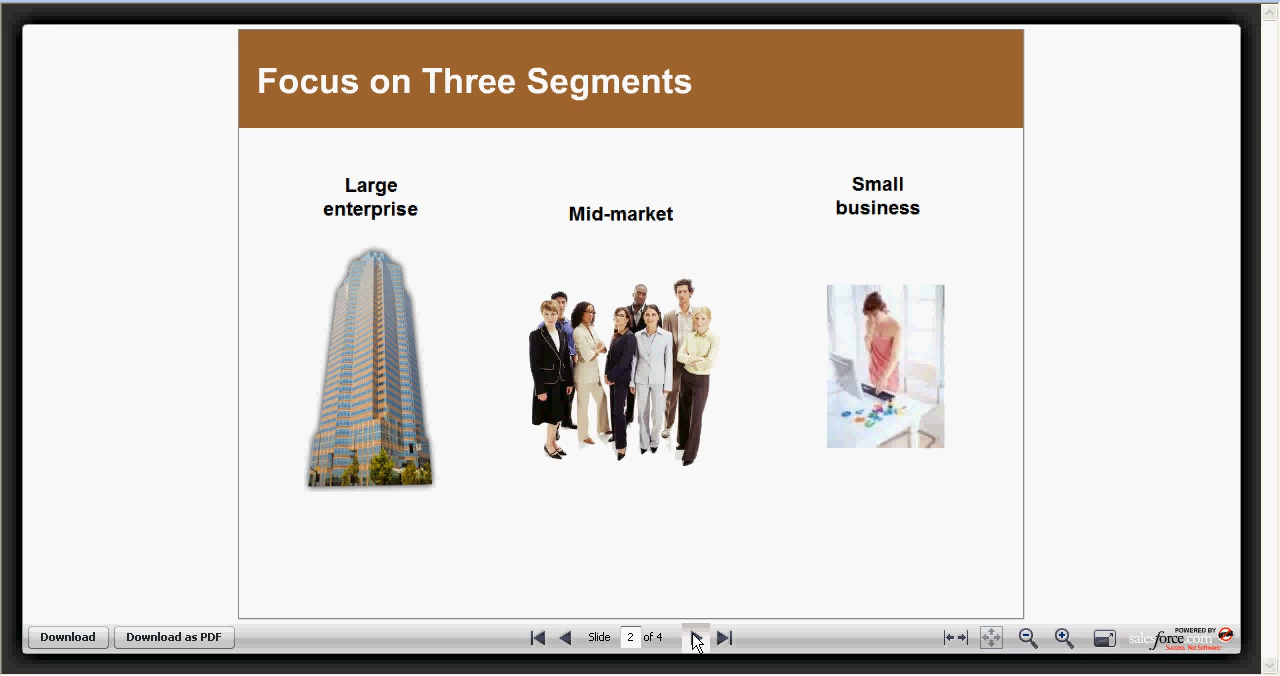 Focus on Three Segments
Large
enterprise
Mid-market
Small
business
Download
Download as PDF
Slide
2
of 4
POWERED BY
salesforce.com
Success. Not Software.